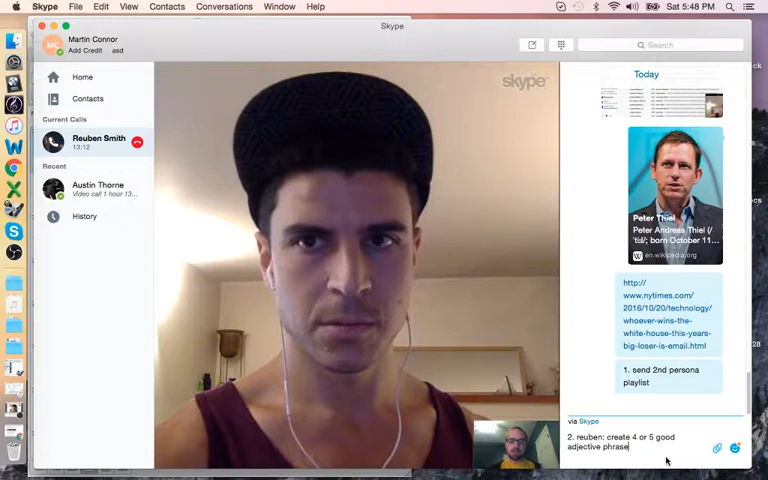 Skype File Edit View Contacts Conversations Window Help Sat 5:48 PM
Skype
Martin Connor
Add Credit asd
Search
Home
Contacts
Current Calls
Reuben Smith
13:12
Recent
Austin Thorne
Video call 1 hour 13...
History
skype
Today
Peter Thiel
Peter Andreas Thiel (/
ˈtiːl/; born October 11...
W en.wikipedia.org
http://
www.nytimes.com/
2016/10/20/technology/
whoever-wins-the-
white-house-this-years-
big-loser-is-email.html
1. send 2nd persona
playlist
via Skype
2. reuben: create 4 or 5 good
adjective phrase